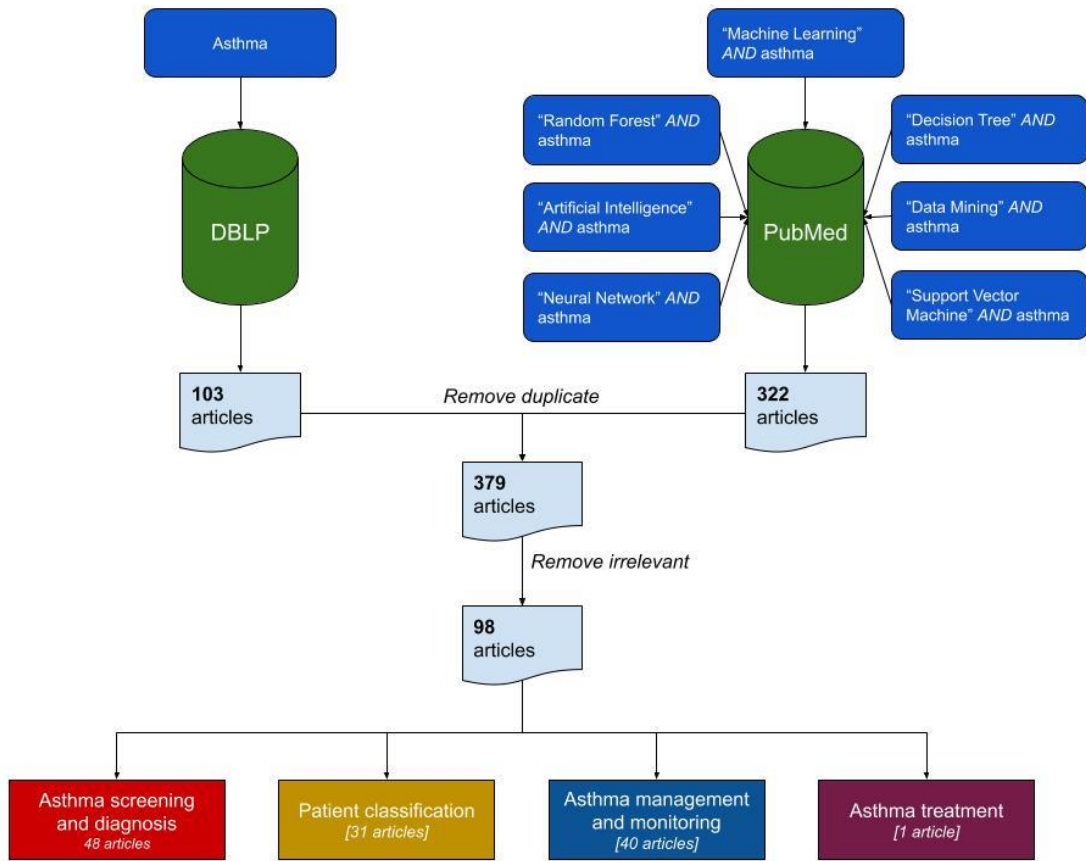 Asthma
“Machine Learning”
AND asthma
“Random Forest” AND
asthma
“Decision Tree” AND
asthma
“Artificial Intelligence”
AND asthma
“Data Mining” AND
asthma
“Neural Network” AND
asthma
“Support Vector
Machine” AND asthma
DBLP
PubMed
103
articles
Remove duplicate
322
articles
379
articles
Remove irrelevant
98
articles
Asthma screening
and diagnosis
48 articles
Patient classification
[31 articles]
Asthma management
and monitoring
[40 articles]
Asthma treatment
[1 article]